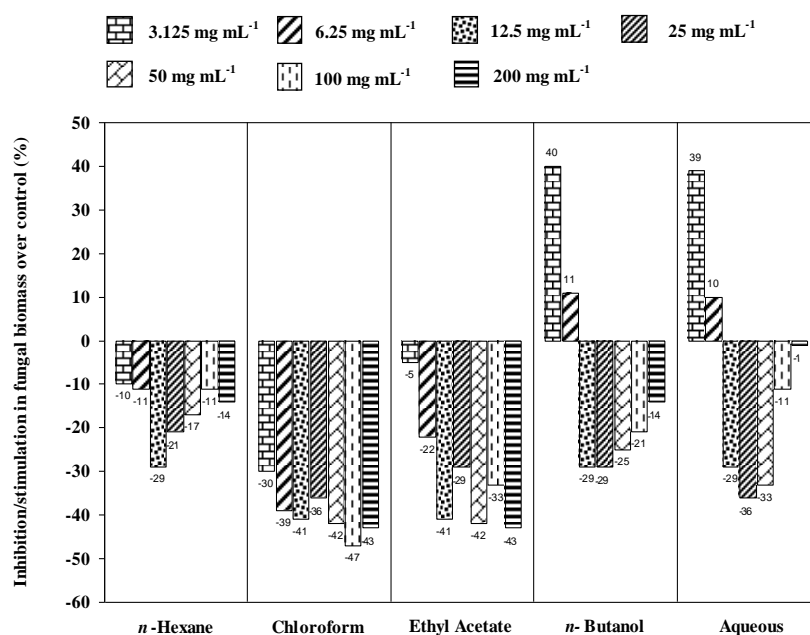 3.125 mg mL-1 6.25 mg mL-1 12.5 mg mL-1 25 mg mL-1
50 mg mL-1 100 mg mL-1 200 mg mL-1
Inhibition/stimulation in fungal biomass over control (%)
50
40
30
20
10
0
-10
-20
-30
-40
-50
-60
-10 -11 -29 -21 -17 -11 -14
-30 -39 -41 -36 -42 -47 -43
-5 -22 -41 -29 -42 -33 -43
40 11 -29 -29 -25 -21 -14
39 10 -29 -36 -33 -11 -1
n -Hexane Chloroform Ethyl Acetate n- Butanol Aqueous